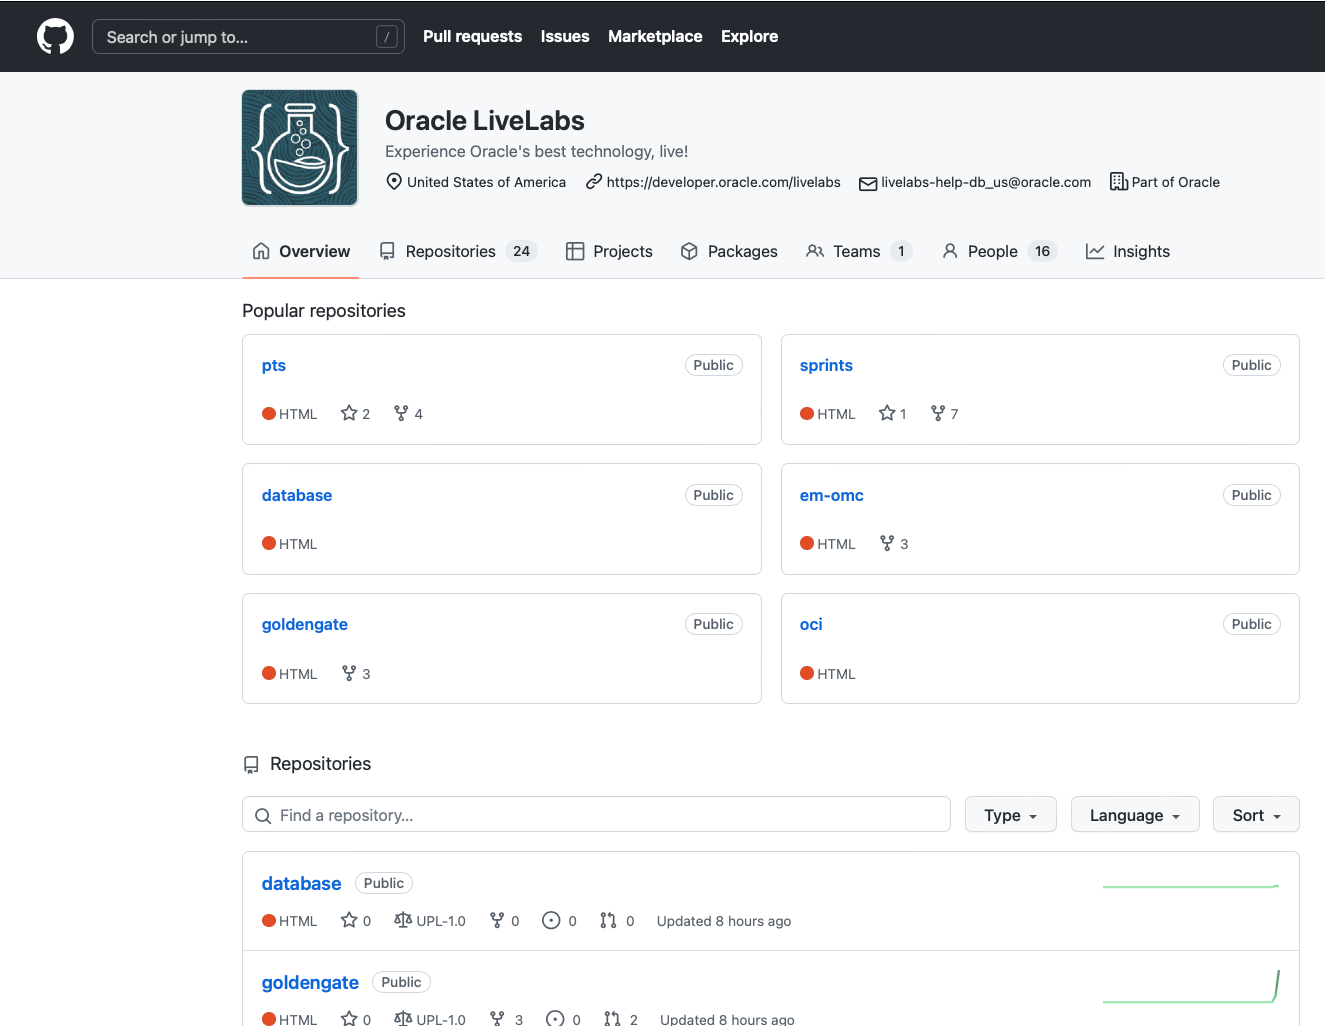 Search or jump to... / Pull requests Issues Marketplace Explore
Oracle LiveLabs
Experience Oracle's best technology, live!
United States of America https://developer.oracle.com/livelabs livelabs-help-db_us@oracle.com Part of Oracle
Overview Repositories 24 Projects Packages Teams 1 People 16 Insights
Popular repositories
pts Public
HTML 2 4
sprints Public
HTML 1 7
database Public
HTML
em-omc Public
HTML 3
goldengate Public
HTML 3
oci Public
HTML
Repositories
Find a repository... Type Language Sort
database Public
HTML 0 UPL-1.0 0 0 0 Updated 8 hours ago
goldengate Public
HTML 0 UPL-1.0 3 0 2 Updated 8 hours ago